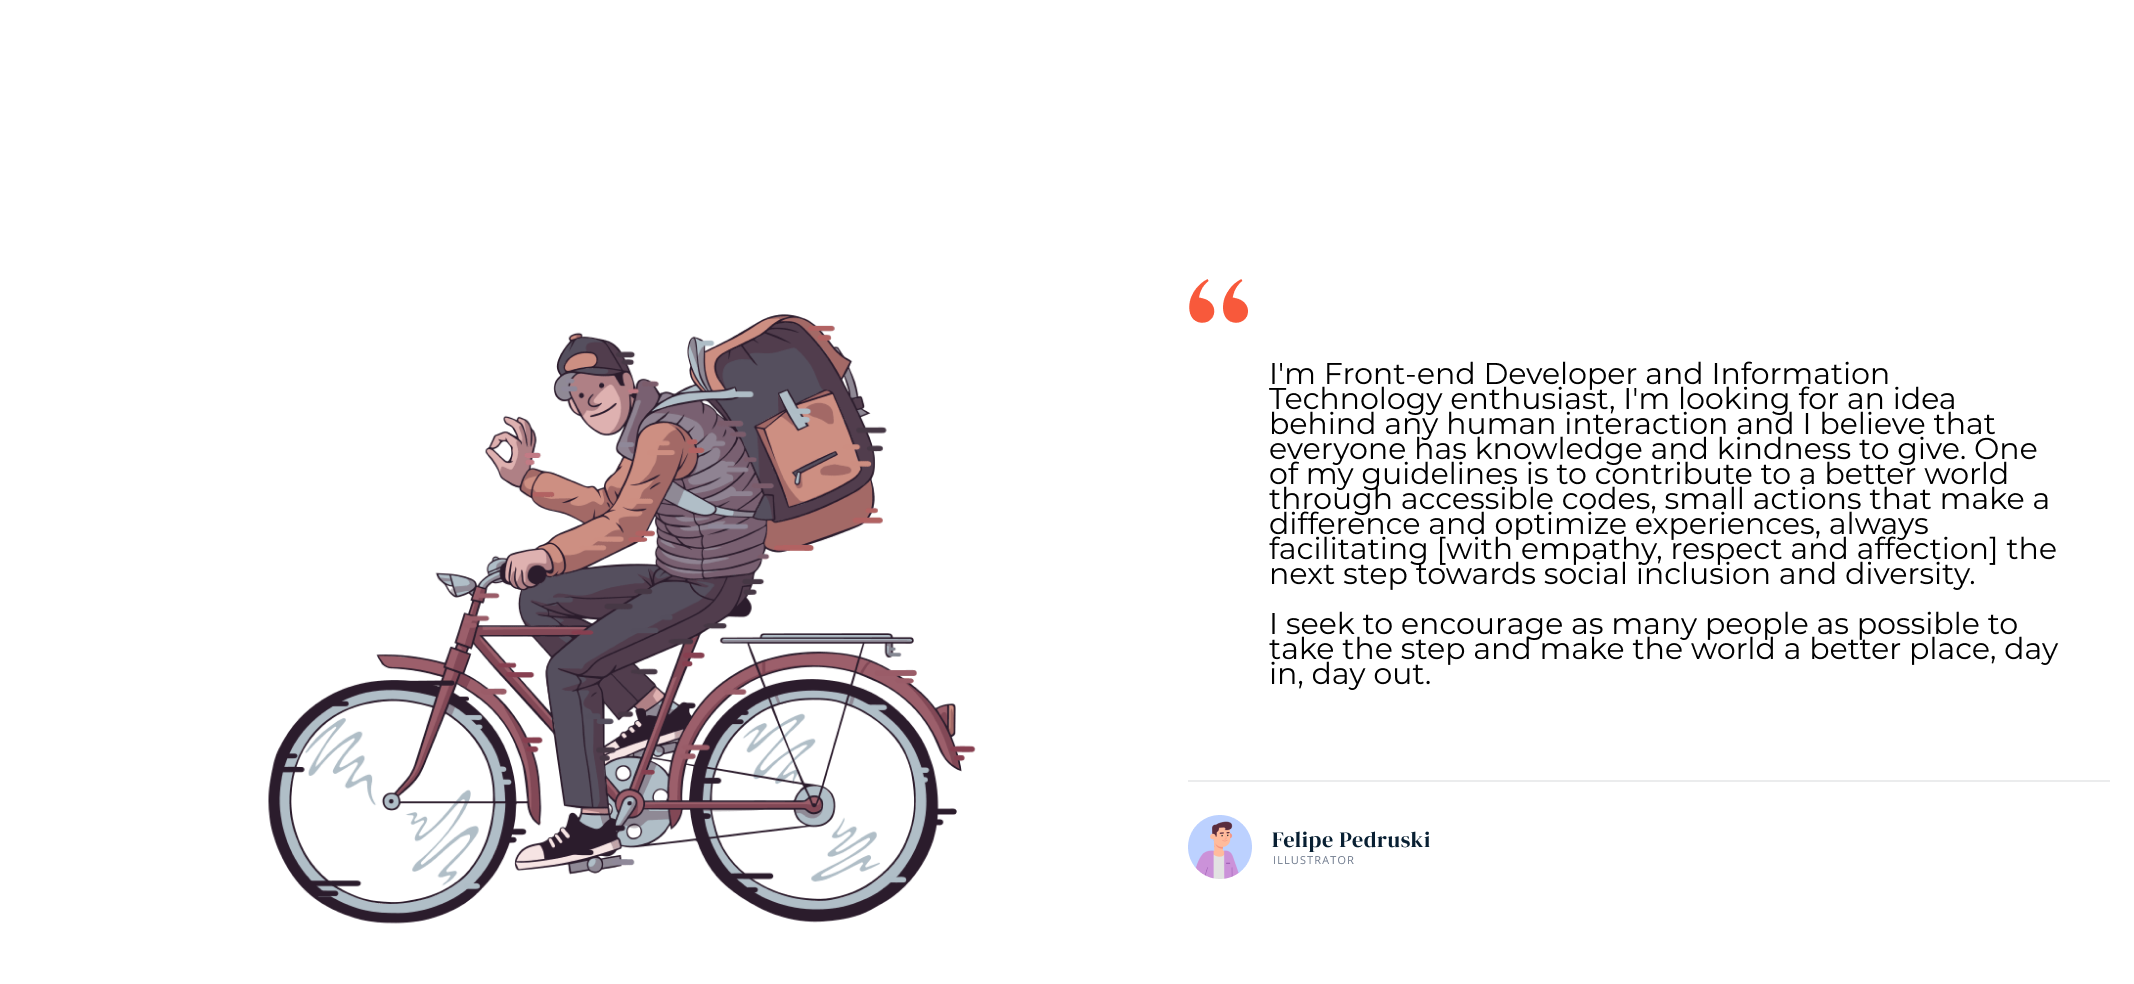 “
I'm Front-end Developer and Information
Technology enthusiast, I'm looking for an idea
behind any human interaction and I believe that
everyone has knowledge and kindness to give. One
of my guidelines is to contribute to a better world
through accessible codes, small actions that make a
difference and optimize experiences, always
facilitating [with empathy, respect and affection] the
next step towards social inclusion and diversity.
I seek to encourage as many people as possible to
take the step and make the world a better place, day
in, day out.
Felipe Pedruski
ILLUSTRATOR